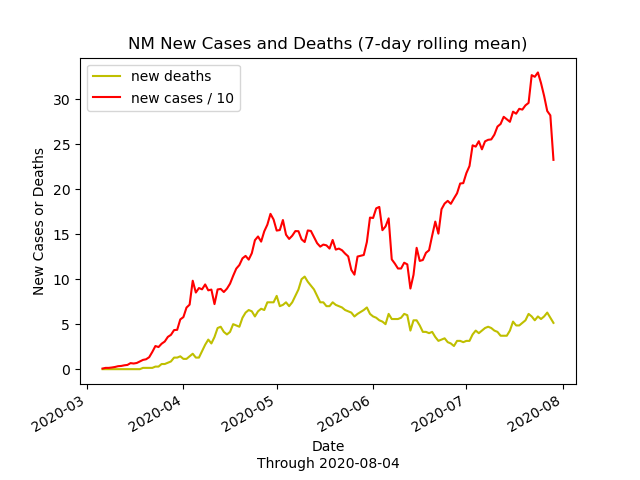 NM New Cases and Deaths (7-day rolling mean)
new deaths
new cases / 10
30
25
20
15
10
5
0
New Cases or Deaths
2020-03
2020-04
2020-05
2020-06
2020-07
2020-08
Date
Through 2020-08-04